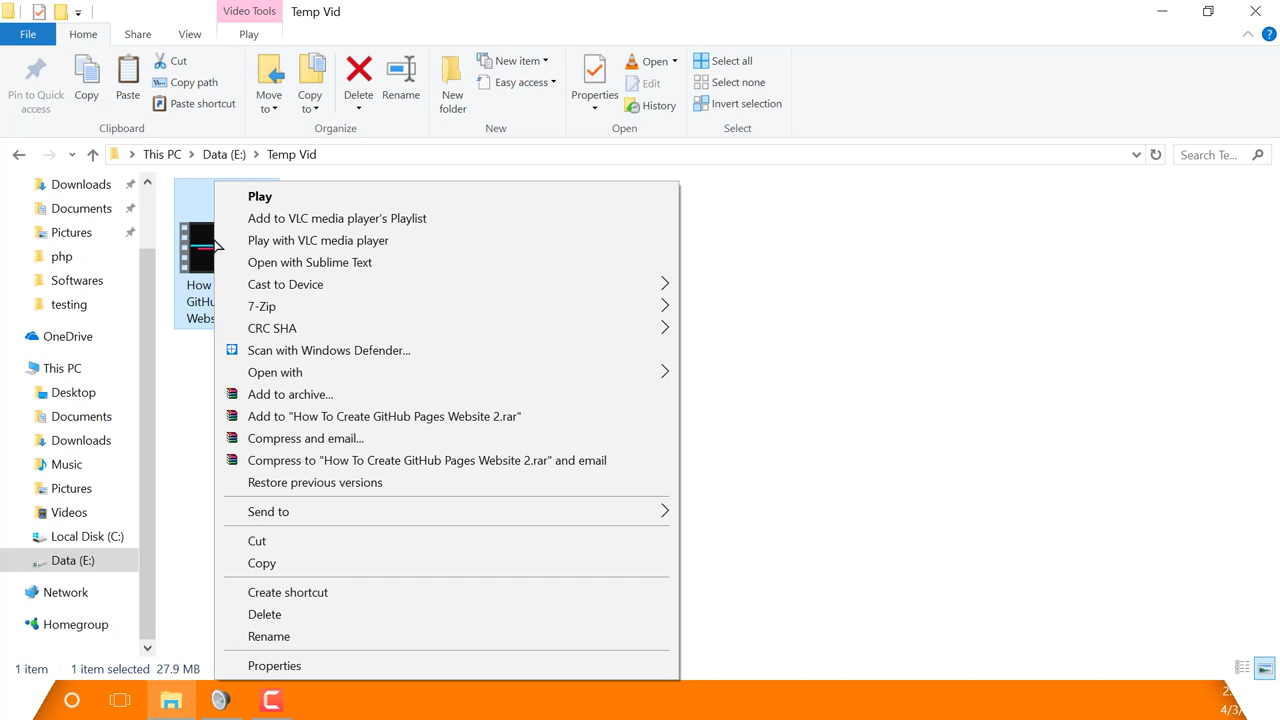 Video Tools
Temp Vid
File
Home
Share
View
Play
Pin to Quick access
Copy
Paste
Cut
Copy path
Paste shortcut
Clipboard
Move to
Copy to
Delete
Rename
Organize
New folder
New item
Easy access
New
Properties
Open
Edit
History
Open
Select all
Select none
Invert selection
Select
This PC
Data (E:)
Temp Vid
Search Te...
Downloads
Documents
Pictures
php
Softwares
testing
OneDrive
This PC
Desktop
Documents
Downloads
Music
Pictures
Videos
Local Disk (C:)
Data (E:)
Network
Homegroup
How
GitHu
Webs
Play
Add to VLC media player's Playlist
Play with VLC media player
Open with Sublime Text
Cast to Device
7-Zip
CRC SHA
Scan with Windows Defender...
Open with
Add to archive...
Add to "How To Create GitHub Pages Website 2.rar"
Compress and email...
Compress to "How To Create GitHub Pages Website 2.rar" and email
Restore previous versions
Send to
Cut
Copy
Create shortcut
Delete
Rename
Properties
1 item
1 item selected 27.9 MB